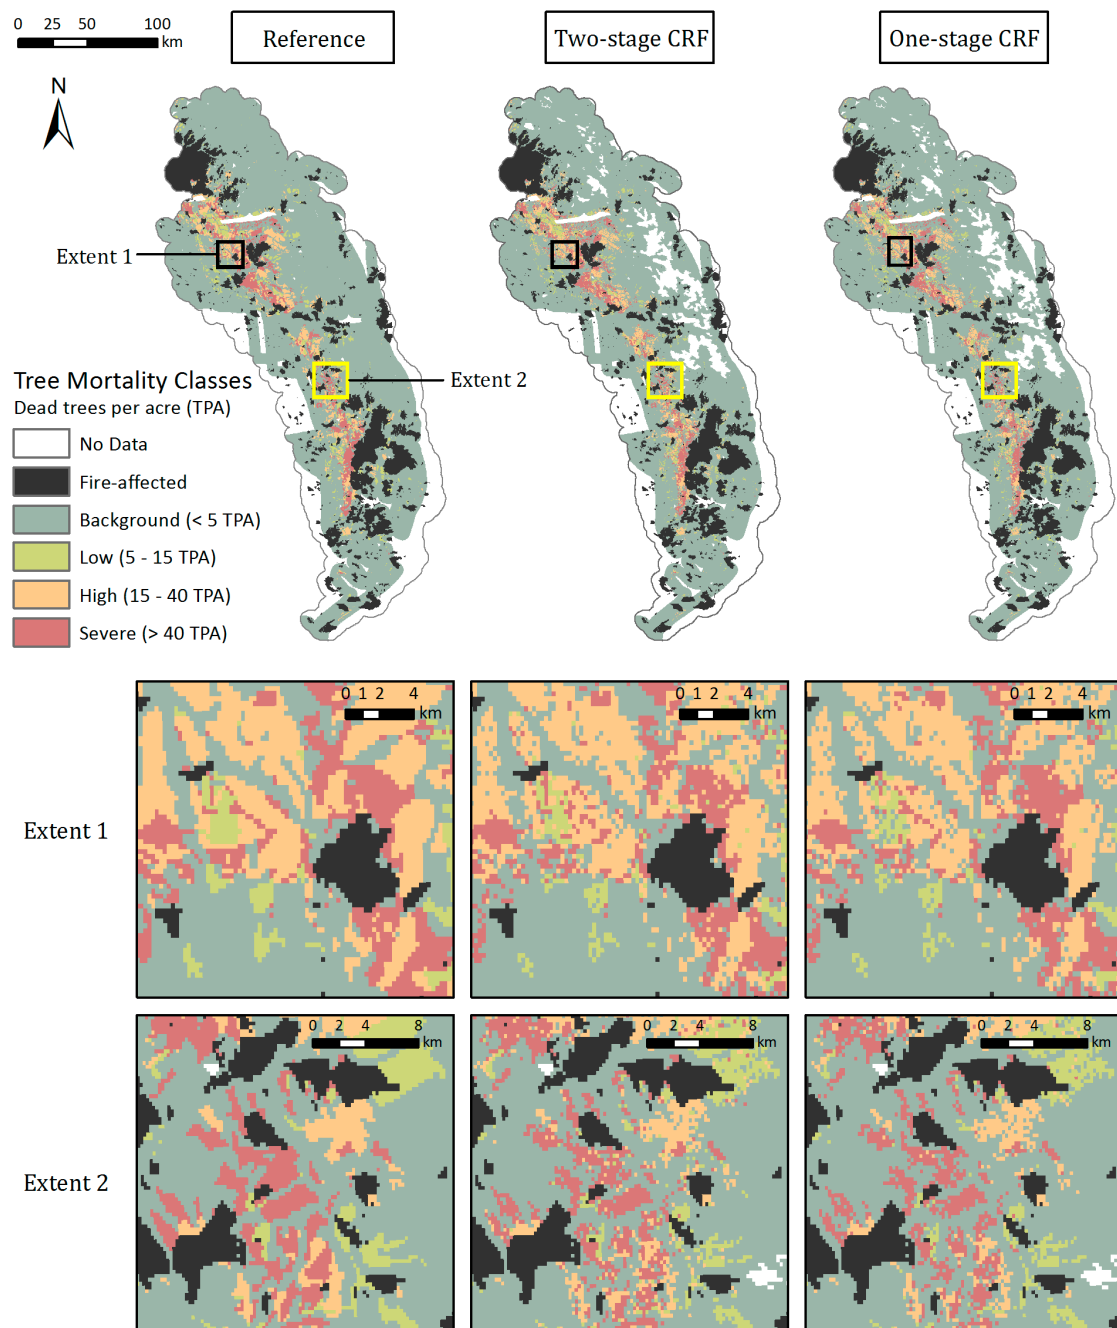 0 25 50 100
km
Reference
Two-stage CRF
One-stage CRF
N
Extent 1
Extent 2
Tree Mortality Classes
Dead trees per acre (TPA)
No Data
Fire-affected
Background (< 5 TPA)
Low (5 - 15 TPA)
High (15 - 40 TPA)
Severe (> 40 TPA)
0 1 2 4
km
0 1 2 4
km
0 1 2 4
km
Extent 1
0 2 4 8
km
0 2 4 8
km
0 2 4 8
km
Extent 2